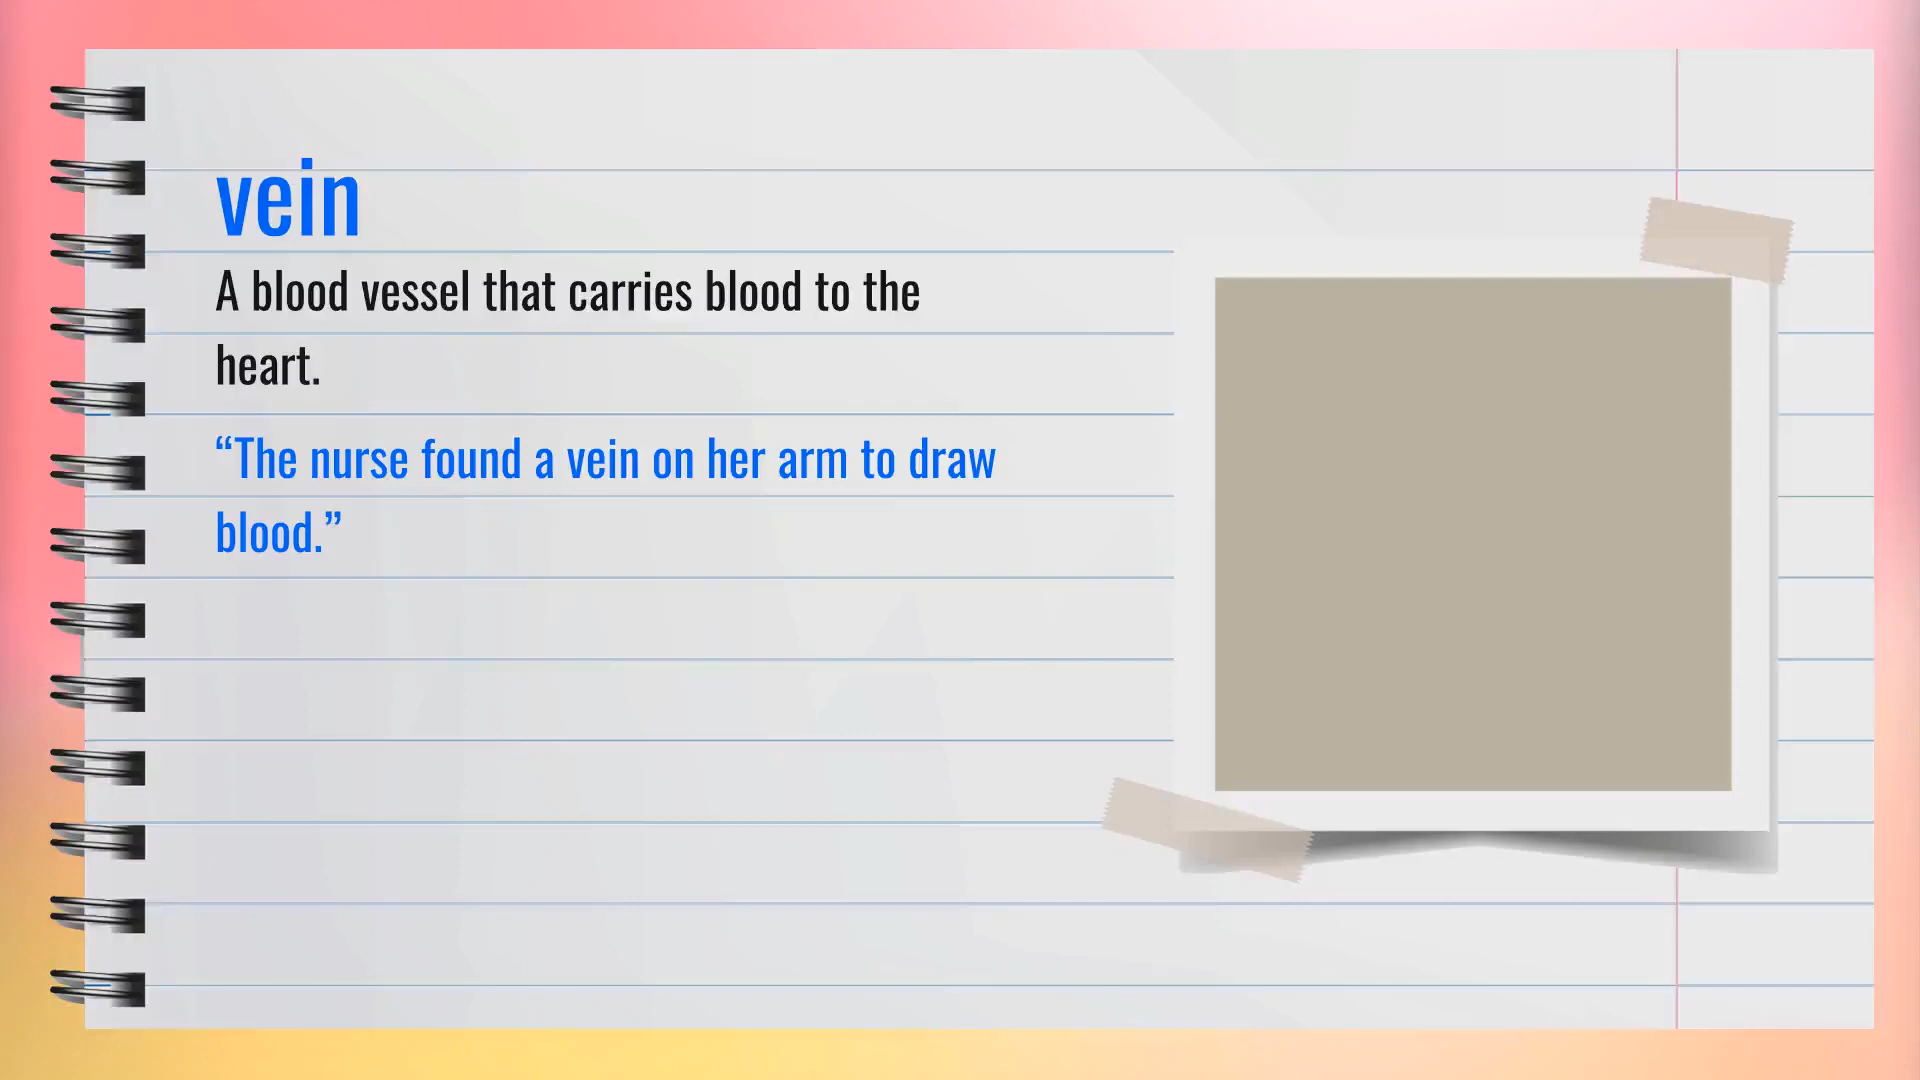 vein
A blood vessel that carries blood to the
heart.
“The nurse found a vein on her arm to draw
blood.”